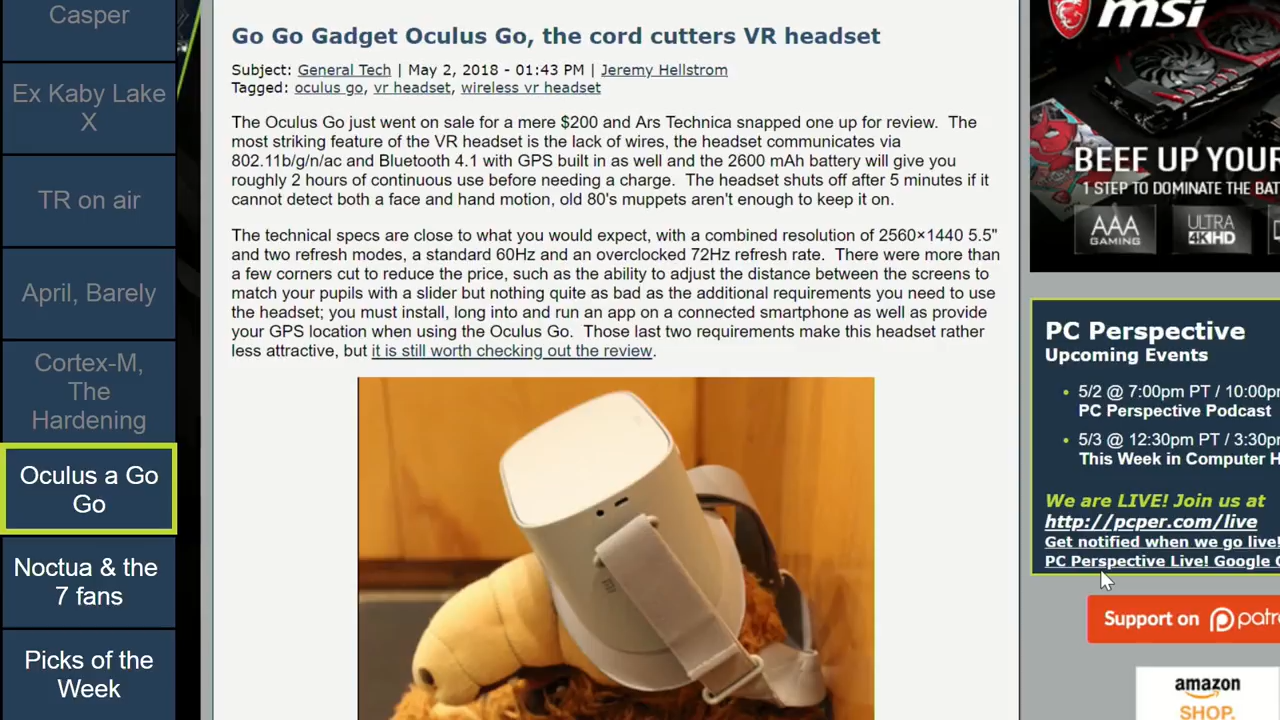 Casper
Ex Kaby Lake
X
TR on air
April, Barely
Cortex-M,
The
Hardening
Oculus a Go
Go
Noctua & the
7 fans
Picks of the
Week
Go Go Gadget Oculus Go, the cord cutters VR headset
Subject: General Tech | May 2, 2018 - 01:43 PM | Jeremy Hellstrom
Tagged: oculus go, vr headset, wireless vr headset
The Oculus Go just went on sale for a mere $200 and Ars Technica snapped one up for review. The
most striking feature of the VR headset is the lack of wires, the headset communicates via
802.11b/g/n/ac and Bluetooth 4.1 with GPS built in as well and the 2600 mAh battery will give you
roughly 2 hours of continuous use before needing a charge. The headset shuts off after 5 minutes if it
cannot detect both a face and hand motion, old 80's muppets aren't enough to keep it on.
The technical specs are close to what you would expect, with a combined resolution of 2560×1440 5.5"
and two refresh modes, a standard 60Hz and an overclocked 72Hz refresh rate. There were more than
a few corners cut to reduce the price, such as the ability to adjust the distance between the screens to
match your pupils with a slider but nothing quite as bad as the additional requirements you need to use
the headset; you must install, long into and run an app on a connected smartphone as well as provide
your GPS location when using the Oculus Go. Those last two requirements make this headset rather
less attractive, but it is still worth checking out the review.
mi
msi
BEEF UP YOUR
1 STEP TO DOMINATE THE BAT
AAA
GAMING
ULTRA
4K HD
PC Perspective
Upcoming Events
5/2 @ 7:00pm PT / 10:00pm
PC Perspective Podcast
5/3 @ 12:30pm PT / 3:30pm
This Week in Computer H
We are LIVE! Join us at
http://pcper.com/live
Get notified when we go live!
PC Perspective Live! Google C
Support on patre
amazon
SHOP.